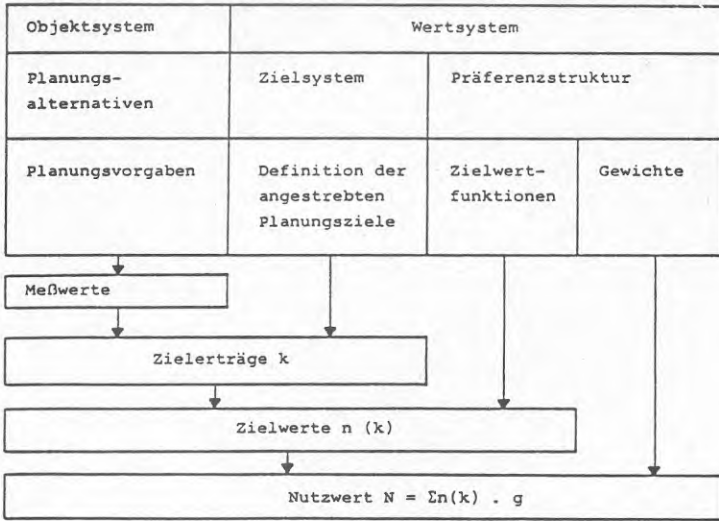 Objektsystem
Wertsystem
Planungs-
alternativen
Zielsystem
Präferenzstruktur
Planungsvorgaben
Definition der
angestrebten
Planungsziele
Zielwert-
funktionen
Gewichte
Meßwerte
Zielerträge k
Zielwerte n (k)
Nutzwert N = Σn(k) . g